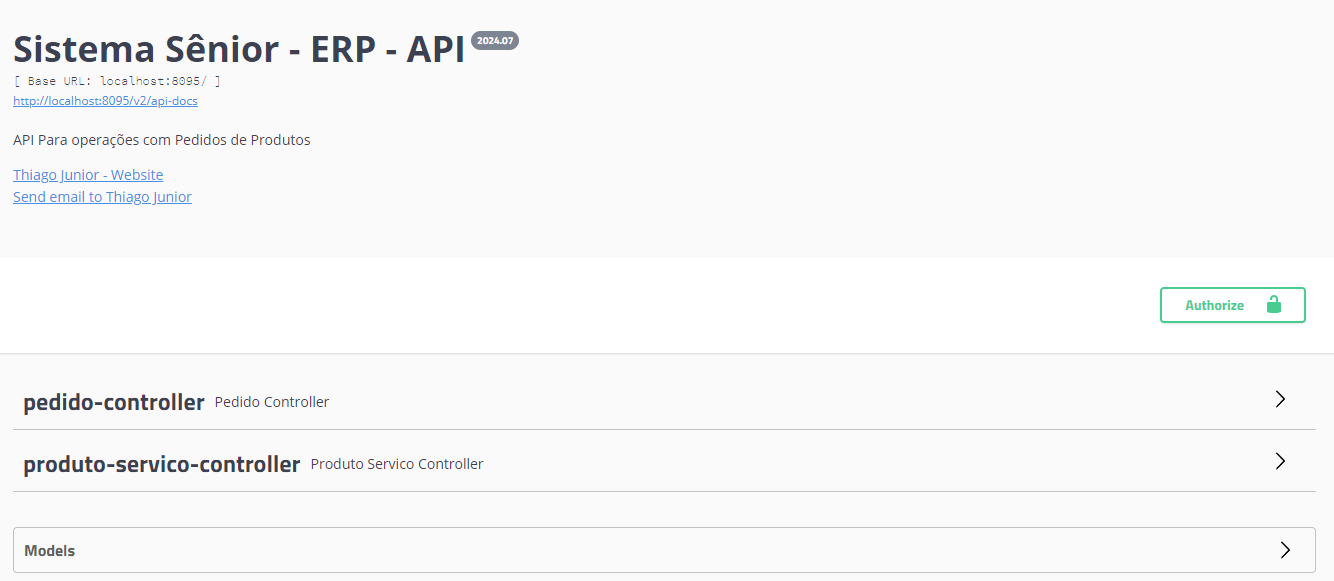 Sistema Sênior - ERP - API 2024.07
[ Base URL: localhost:8095/ ]
http://localhost:8095/v2/api-docs
API Para operações com Pedidos de Produtos
Thiago Junior - Website
Send email to Thiago Junior
Authorize
pedido-controller Pedido Controller
produto-servico-controller Produto Servico Controller
Models